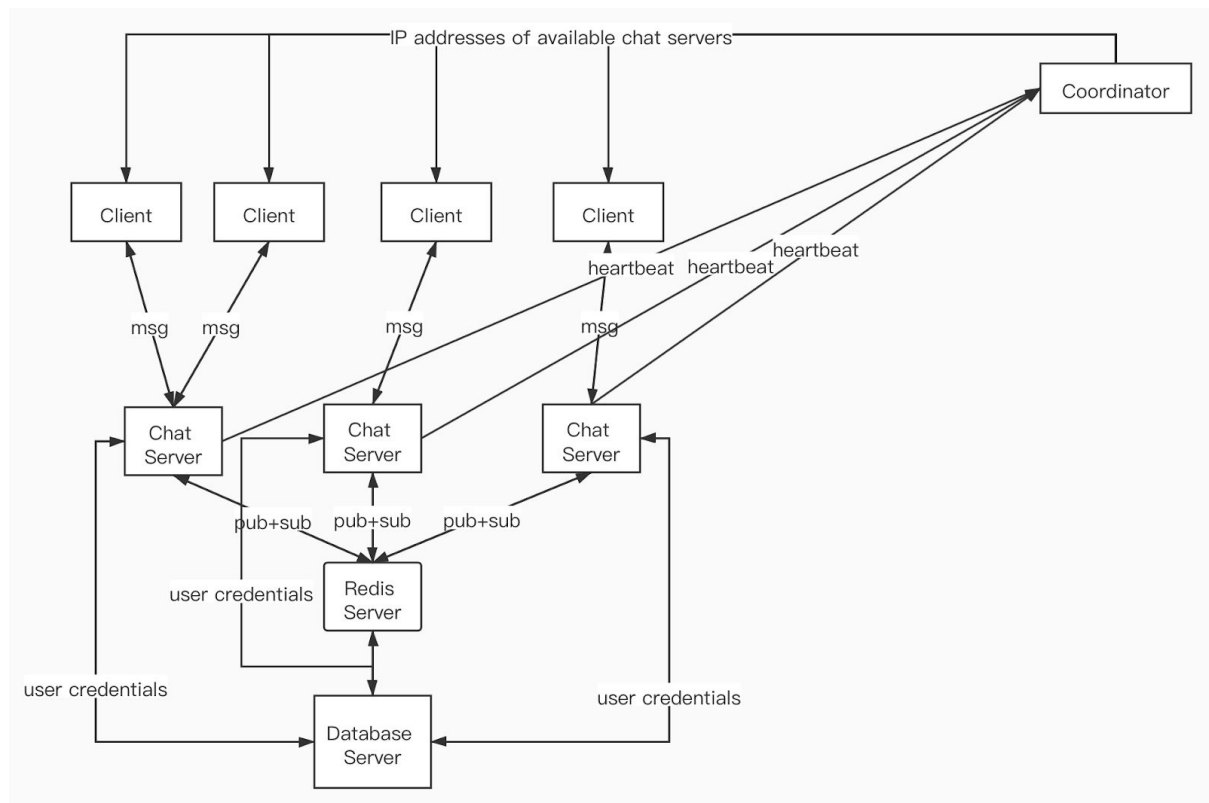 IP addresses of available chat servers
Coordinator
Client
Client
Client
Client
heartbeat
heartbeat
heartbeat
msg
msg
msg
msg
Chat
Server
Chat
Server
Chat
Server
pub+sub
pub+sub
pub+sub
Redis
Server
user credentials
user credentials
user credentials
Database
Server